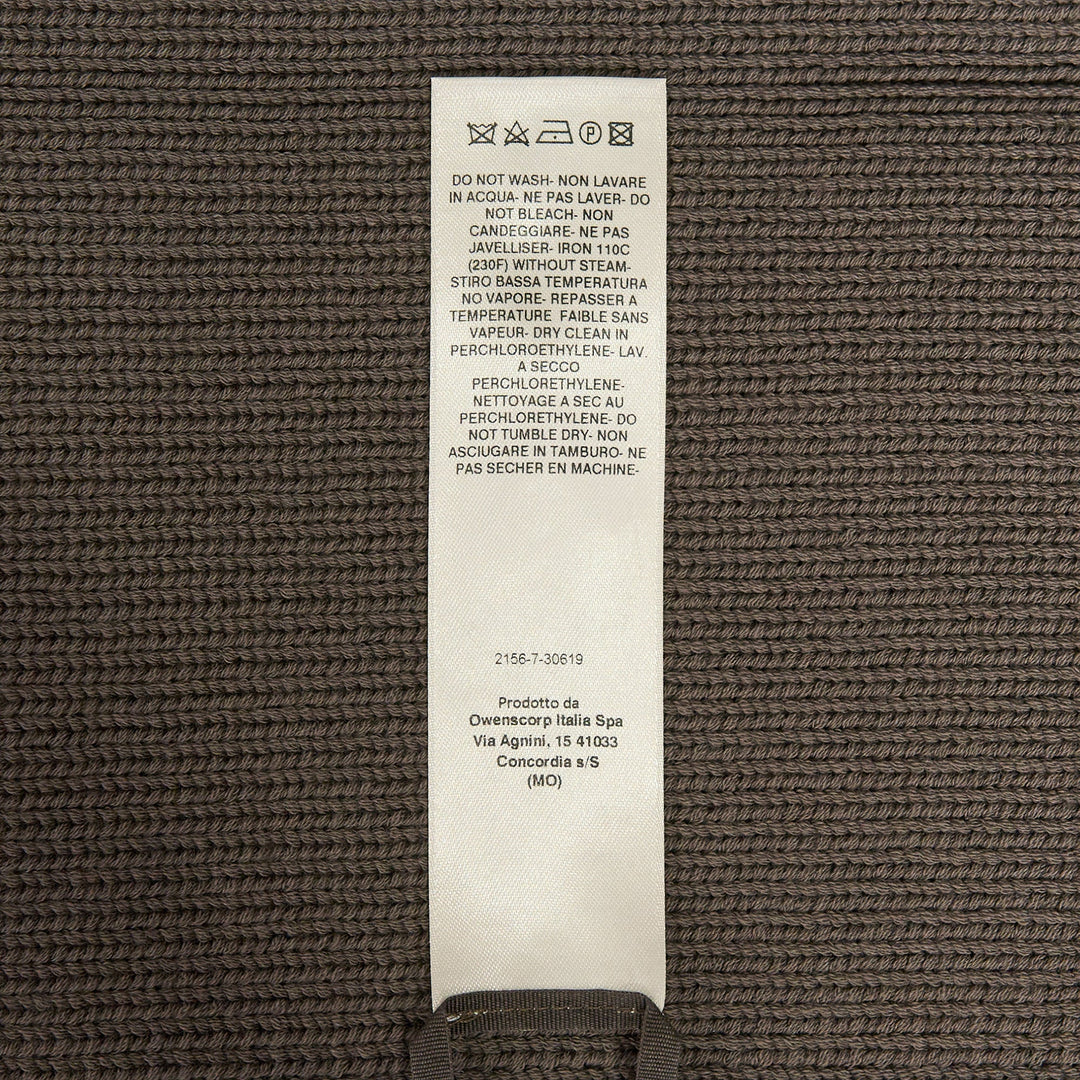 DO NOT WASH- NON LAVARE
IN ACQUA- NE PAS LAVER- DO
NOT BLEACH- NON
CANDEGGIARE- NE PAS
JAVELLISER- IRON 110C
(230F) WITHOUT STEAM-
STIRO BASSA TEMPERATURA
NO VAPORE- REPASSER A
TEMPERATURE FAIBLE SANS
VAPEUR- DRY CLEAN IN
PERCHLOROETHYLENE- LAV.
A SECCO
PERCHLORETHYLENE-
NETTOYAGE A SEC AU
PERCHLORETHYLENE- DO
NOT TUMBLE DRY- NON
ASCIUGARE IN TAMBURO- NE
PAS SECHER EN MACHINE-
2156-7-30619
Prodotto da
Owenscorp Italia Spa
Via Agnini, 15 41033
Concordia s/S
(MO)